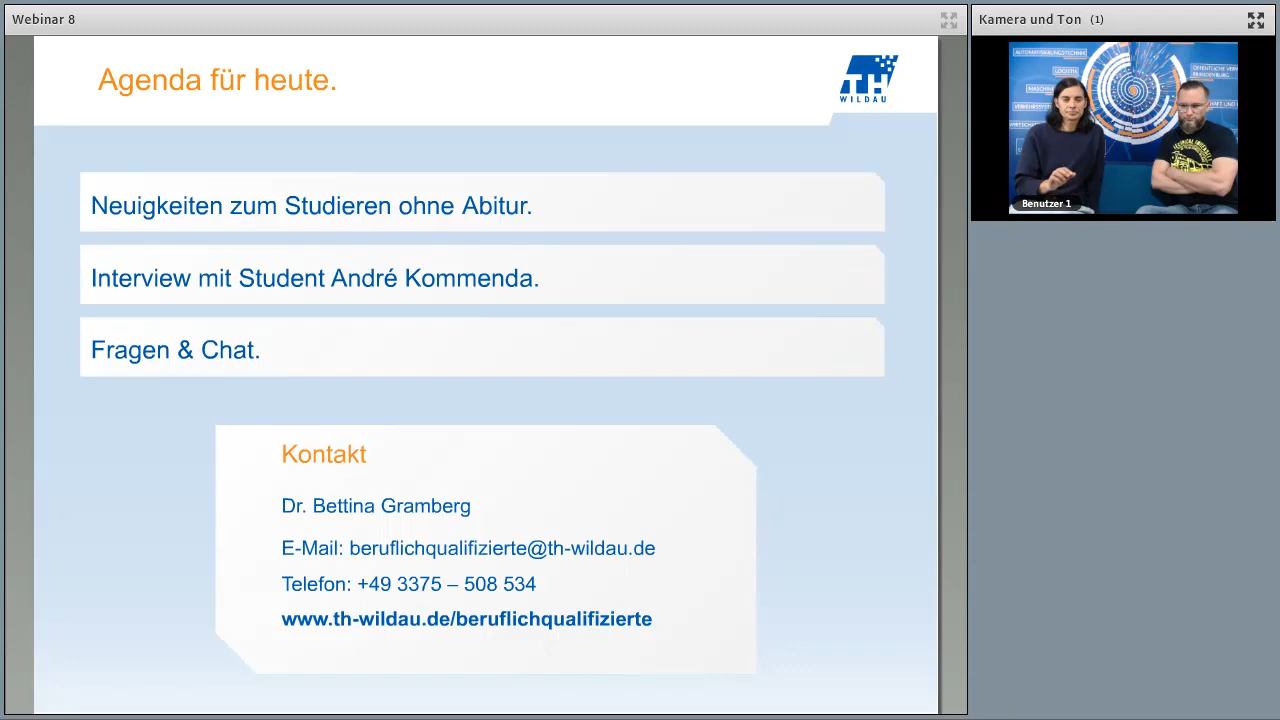 Webinar 8
Kamera und Ton (1)
Agenda für heute.
TH
WILDAU
Neuigkeiten zum Studieren ohne Abitur.
Interview mit Student André Kommenda.
Fragen & Chat.
Kontakt
Dr. Bettina Gramberg
E-Mail: beruflichqualifizierte@th-wildau.de
Telefon: +49 3375 – 508 534
www.th-wildau.de/beruflichqualifizierte
AUTOMATISIERUNGSTECHNIK
LOGISTIK
Benutzer 1